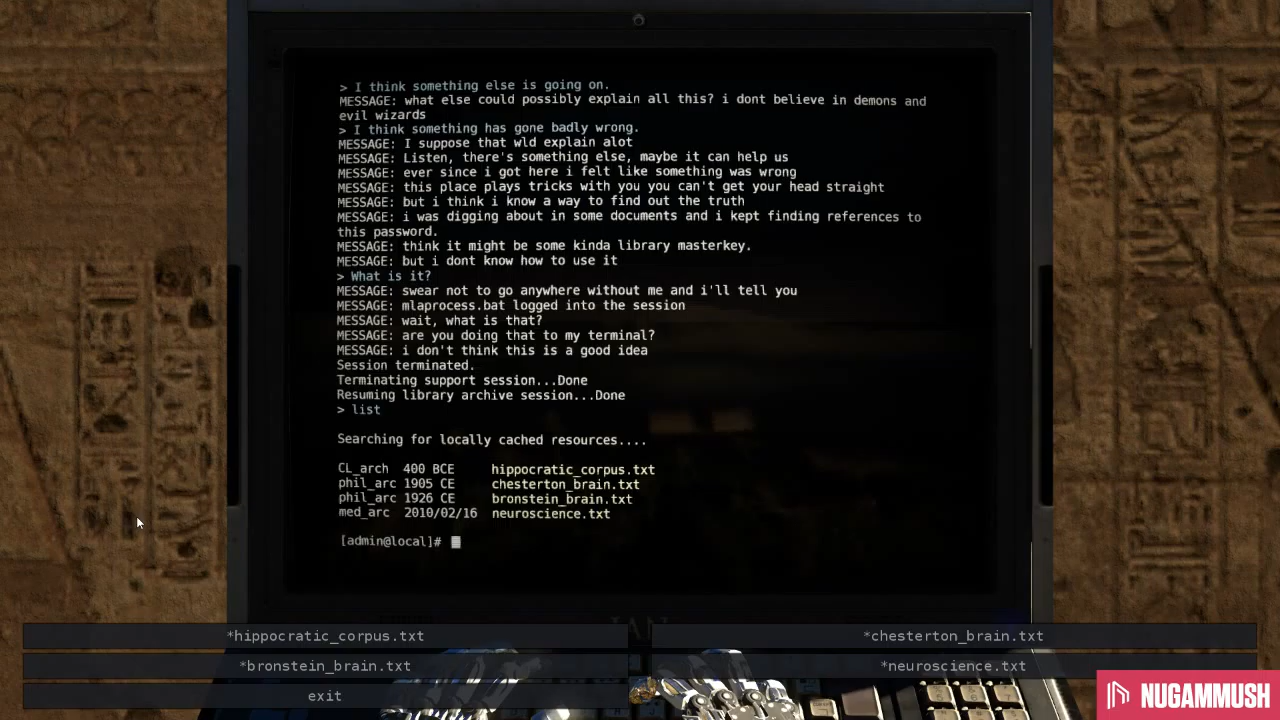 > I think something else is going on.
MESSAGE: what else could possibly explain all this? i dont believe in demons and
evil wizards
> I think something has gone badly wrong.
MESSAGE: I suppose that wld explain alot
MESSAGE: Listen, there's something else, maybe it can help us
MESSAGE: ever since i got here i felt like something was wrong
MESSAGE: this place plays tricks with you you can't get your head straight
MESSAGE: but i think i know a way to find out the truth
MESSAGE: i was digging about in some documents and i kept finding references to
this password.
MESSAGE: think it might be some kinda library masterkey.
MESSAGE: but i dont know how to use it
> What is it?
MESSAGE: swear not to go anywhere without me and i'll tell you
MESSAGE: mlaprocess.bat logged into the session
MESSAGE: wait, what is that?
MESSAGE: are you doing that to my terminal?
MESSAGE: i don't think this is a good idea
Session terminated.
Terminating support session...Done
Resuming library archive session...Done
> list
Searching for locally cached resources....
CL_arch 400 BCE hippocratic_corpus.txt
phil_arc 1905 CE chesterton_brain.txt
phil_arc 1926 CE bronstein_brain.txt
med_arc 2010/02/16 neuroscience.txt
[admin@local]#
*hippocratic_corpus.txt
*chesterton_brain.txt
*bronstein_brain.txt
*neuroscience.txt
exit
NUGAMMUSH